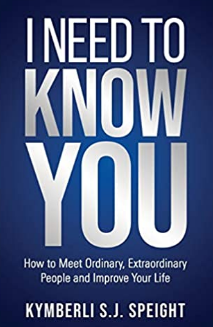 I NEED TO
KNOW
YOU
How to Meet Ordinary, Extraordinary
People and Improve Your Life
KYMBERLI S.J. SPEIGHT